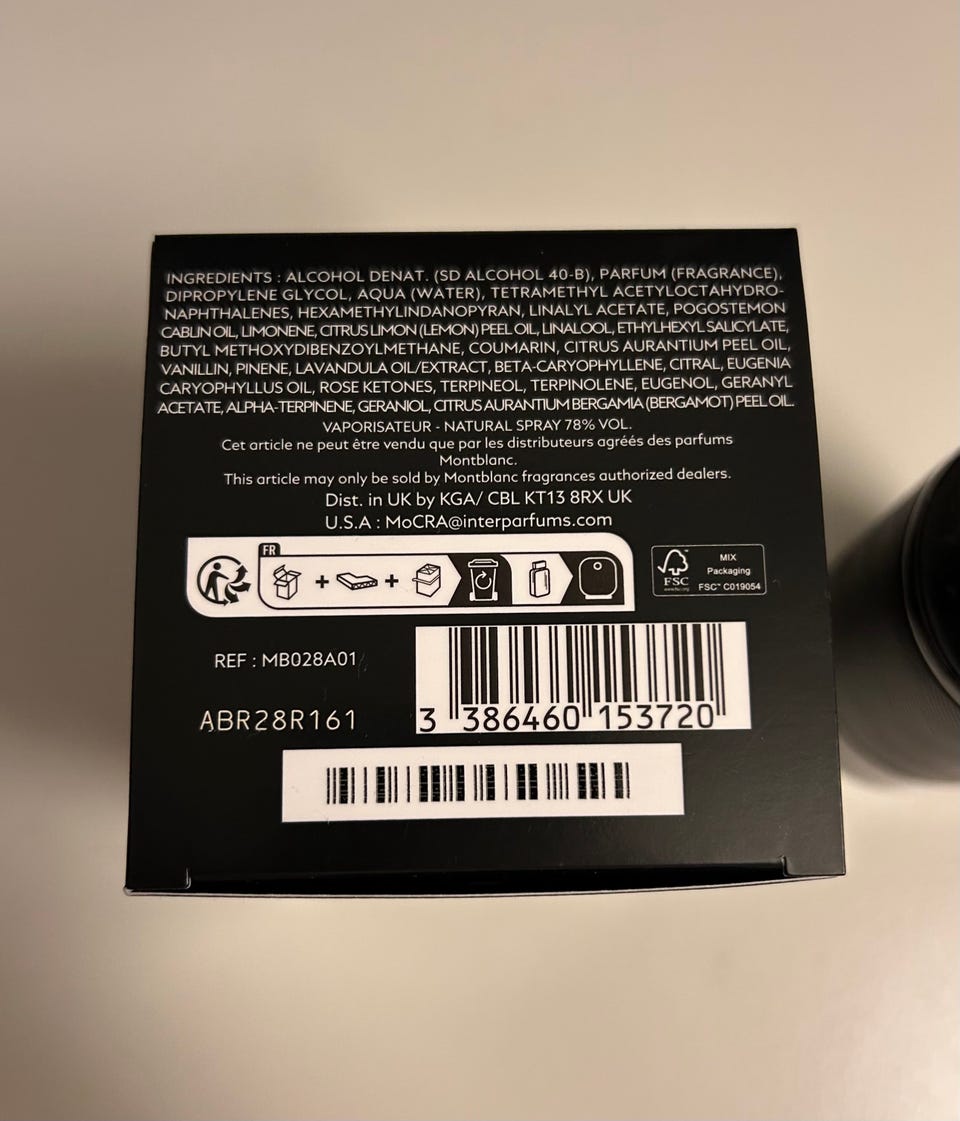 INGREDIENTS : ALCOHOL DENAT. (SD ALCOHOL 40-B), PARFUM (FRAGRANCE),
DIPROPYLENE GLYCOL, AQUA (WATER), TETRAMETHYL ACETYLOCTAHYDRO-
NAPHTHALENES, HEXAMETHYLINDANOPYRAN, LINALYL ACETATE, POGOSTEMON
CABLIN OIL, LIMONENE, CITRUS LIMON (LEMON) PEEL OIL, LINALOOL, ETHYLHEXYL SALICYLATE,
BUTYL METHOXYDIBENZOYLMETHANE, COUMARIN, CITRUS AURANTIUM PEEL OIL,
VANILLIN, PINENE, LAVANDULA OIL/EXTRACT, BETA-CARYOPHYLLENE, CITRAL, EUGENIA
CARYOPHYLLUS OIL, ROSE KETONES, TERPINEOL, TERPINOLENE, EUGENOL, GERANYL
ACETATE, ALPHA-TERPINENE, GERANIOL, CITRUS AURANTIUM BERGAMIA (BERGAMOT) PEEL OIL.
VAPORISATEUR - NATURAL SPRAY 78% VOL.
Cet article ne peut être vendu que par les distributeurs agréés des parfums
Montblanc.
This article may only be sold by Montblanc fragrances authorized dealers.
Dist. in UK by KGA/ CBL KT13 8RX UK
U.S.A : MoCRA@interparfums.com
FR
FSC
www.fsc.org
MIX
Packaging
FSC™ C019054
REF : MB028A01
ABR28R161
3 386460 153720